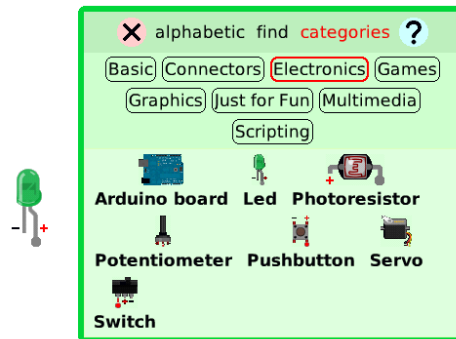 alphabetic find categories ?
Basic Connectors Electronics Games
Graphics Just for Fun Multimedia
Scripting
Arduino board Led Photoresistor
Potentiometer Pushbutton Servo
Switch